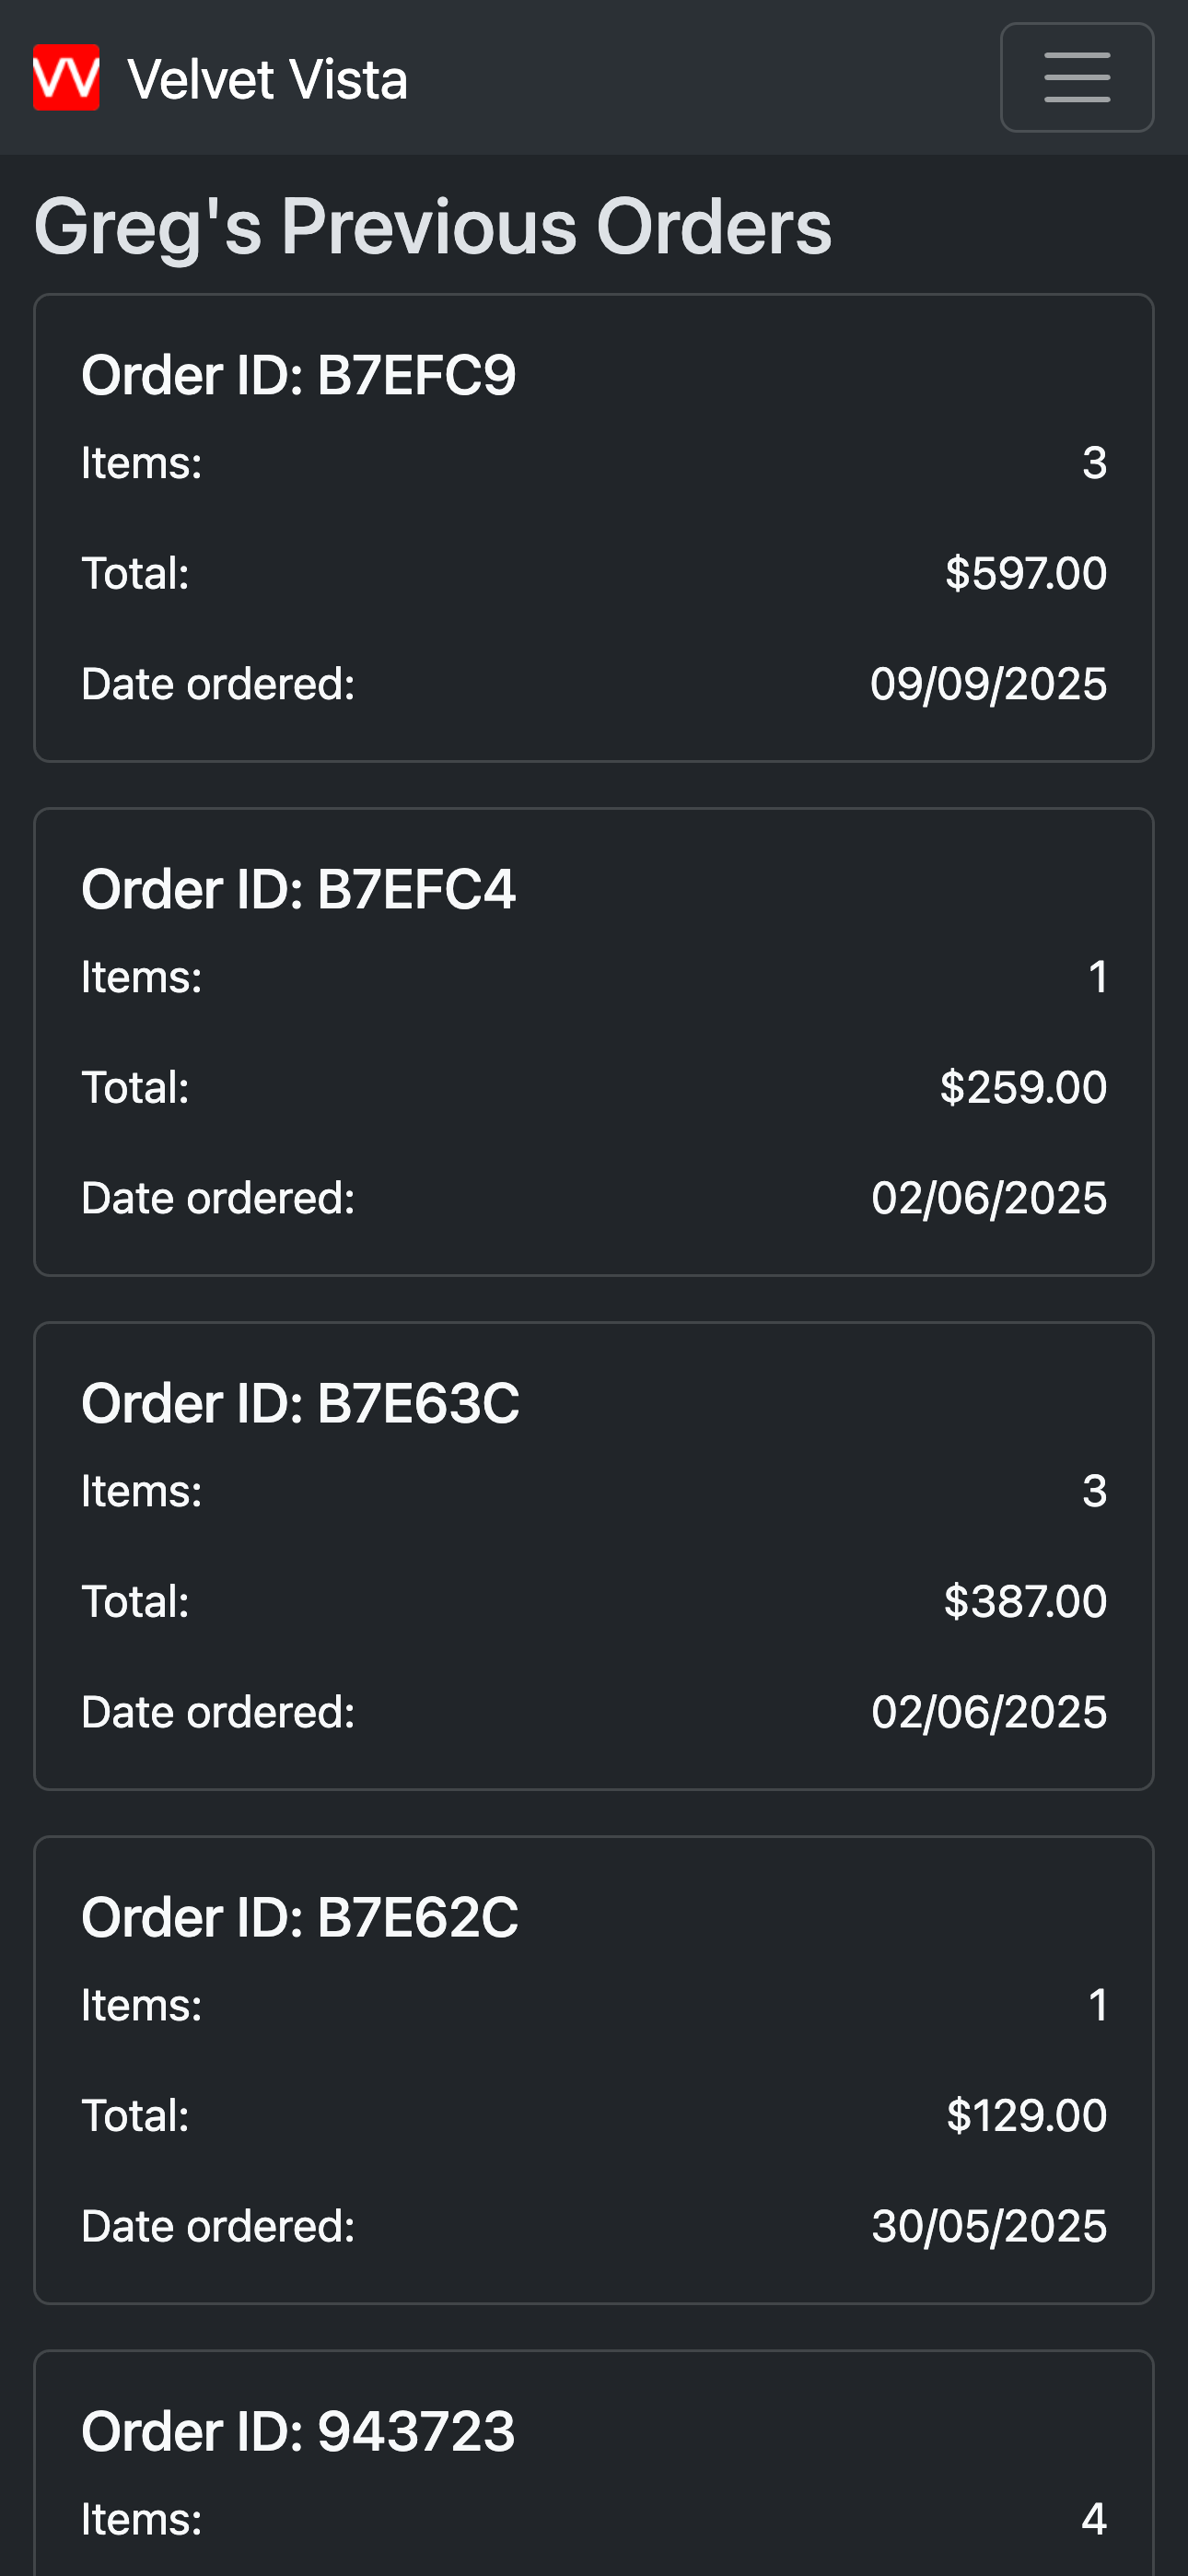 VV Velvet Vista
Greg's Previous Orders
Order ID: B7EFC9
Items: 3
Total: $597.00
Date ordered: 09/09/2025
Order ID: B7EFC4
Items: 1
Total: $259.00
Date ordered: 02/06/2025
Order ID: B7E63C
Items: 3
Total: $387.00
Date ordered: 02/06/2025
Order ID: B7E62C
Items: 1
Total: $129.00
Date ordered: 30/05/2025
Order ID: 943723
Items: 4